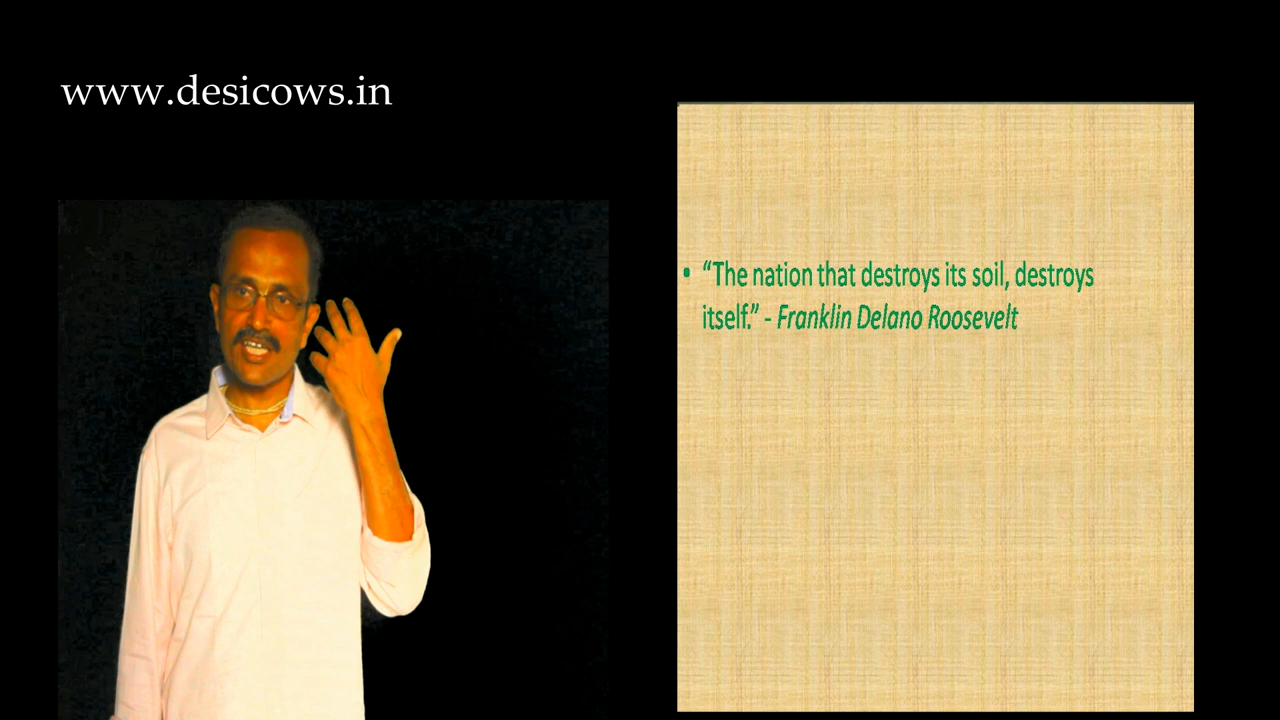 www.desicows.in
• “The nation that destroys its soil, destroys
itself.” - Franklin Delano Roosevelt